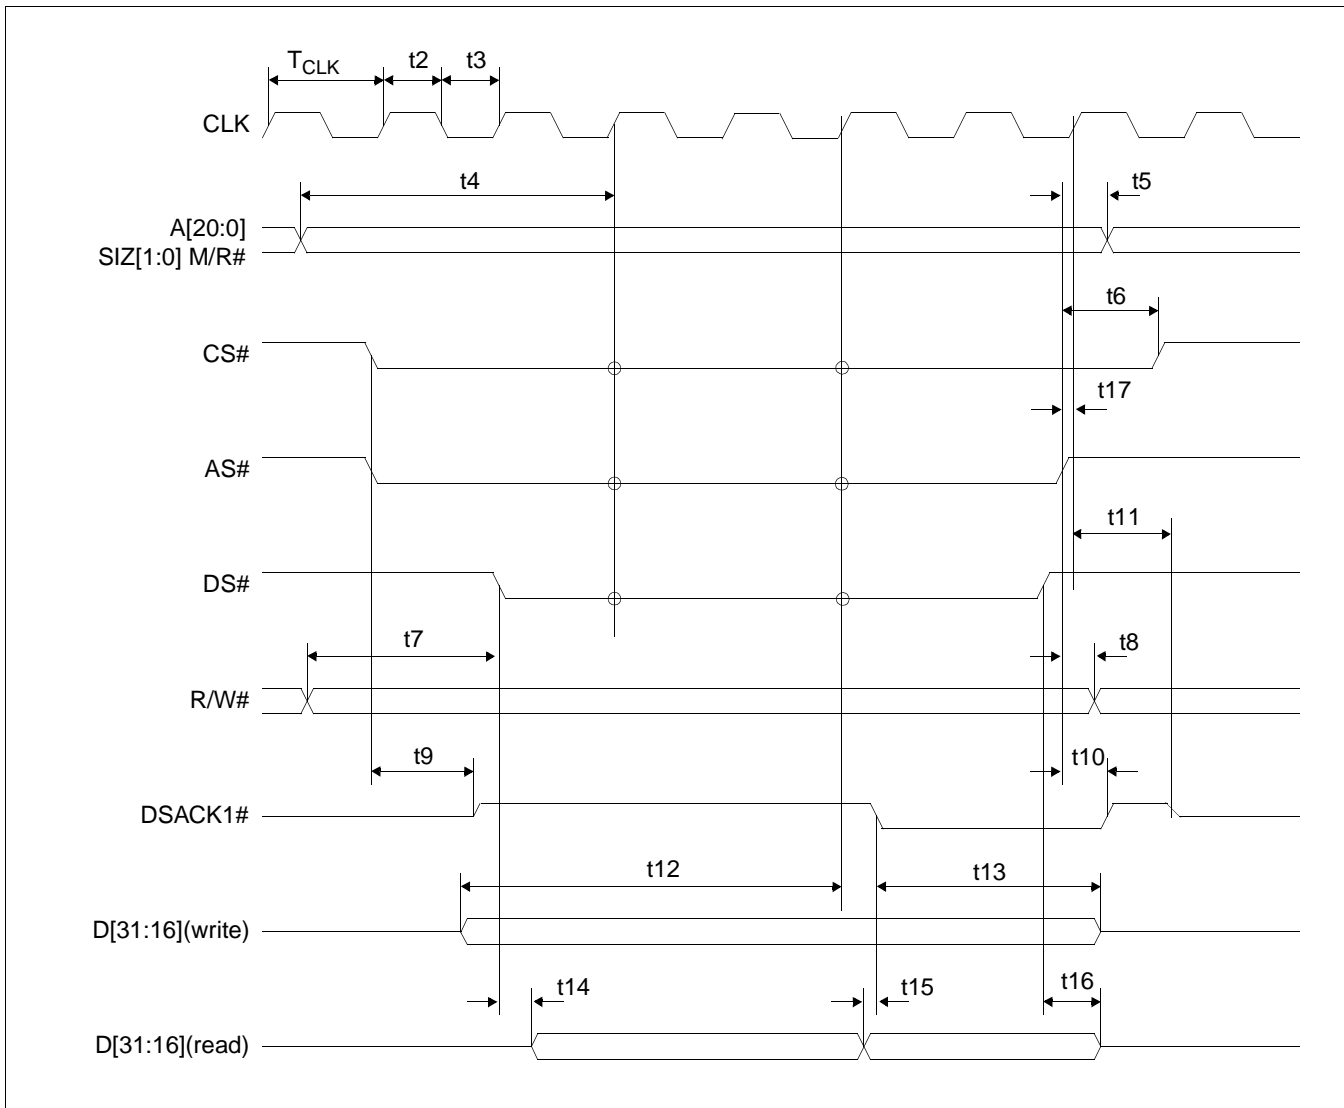 TCLK t2 t3
CLK
t4 t5
A[20:0]
SIZ[1:0] M/R#
t6
CS#
t17
AS#
t11
DS#
t7 t8
R/W#
t9 t10
DSACK1#
t12 t13
D[31:16](write)
t14 t15 t16
D[31:16](read)